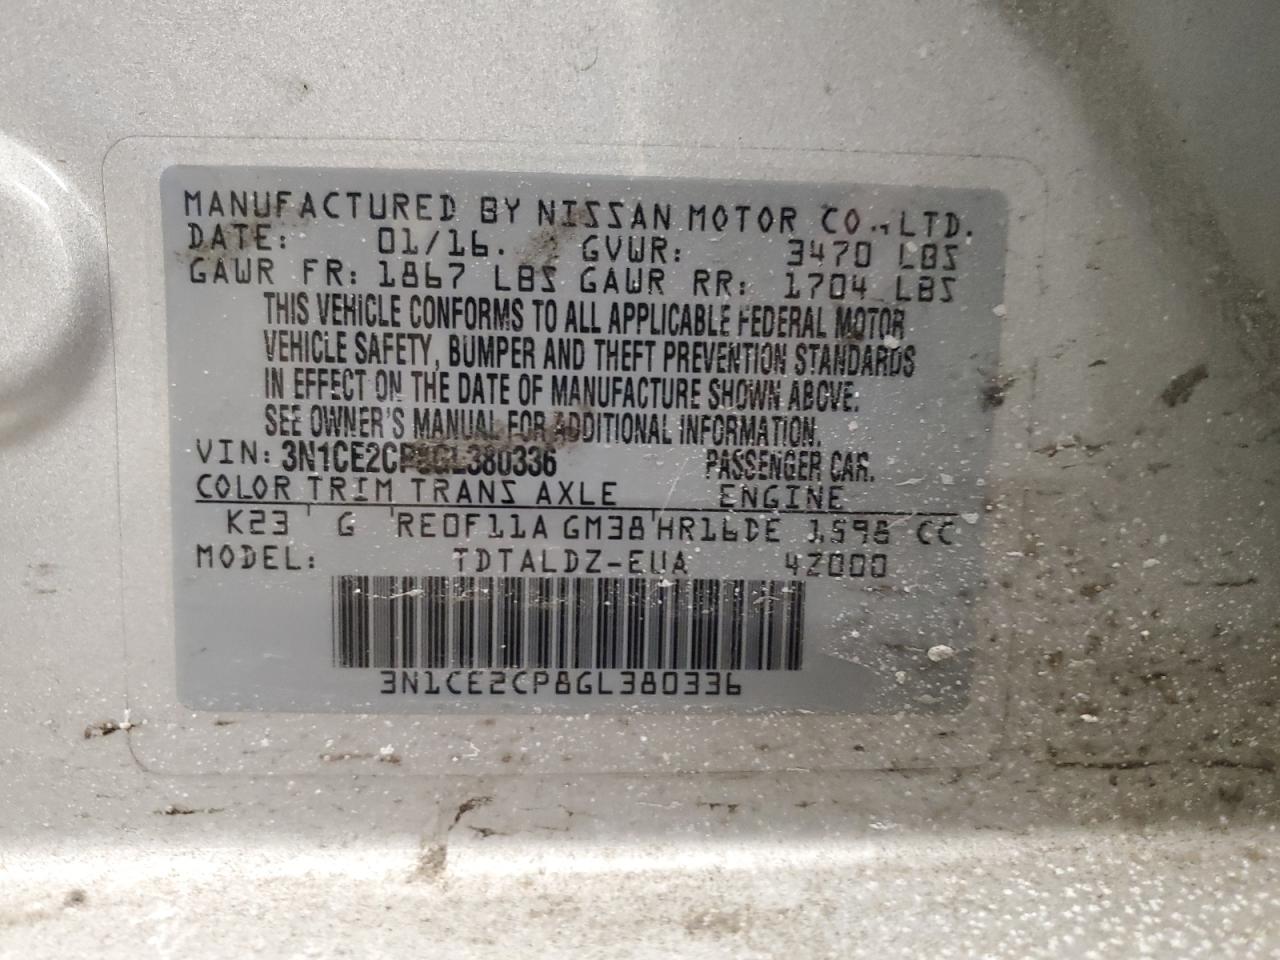 MANUFACTURED BY NISSAN MOTOR CO., LTD.
DATE: 01/16. GVWR: 3470 LBS
GAWR FR: 1867 LBS GAWR RR: 1704 LBS
THIS VEHICLE CONFORMS TO ALL APPLICABLE FEDERAL MOTOR
VEHICLE SAFETY, BUMPER AND THEFT PREVENTION STANDARDS
IN EFFECT ON THE DATE OF MANUFACTURE SHOWN ABOVE.
SEE OWNER'S MANUAL FOR ADDITIONAL INFORMATION.
VIN: 3N1CE2CP8GL380336 PASSENGER CAR.
COLOR TRIM TRANS AXLE ENGINE
K23 G RE0F11A GM38 HR16DE 1598 CC
MODEL: TDTALDZ-EUA 42000
3N1CE2CP8GL380336